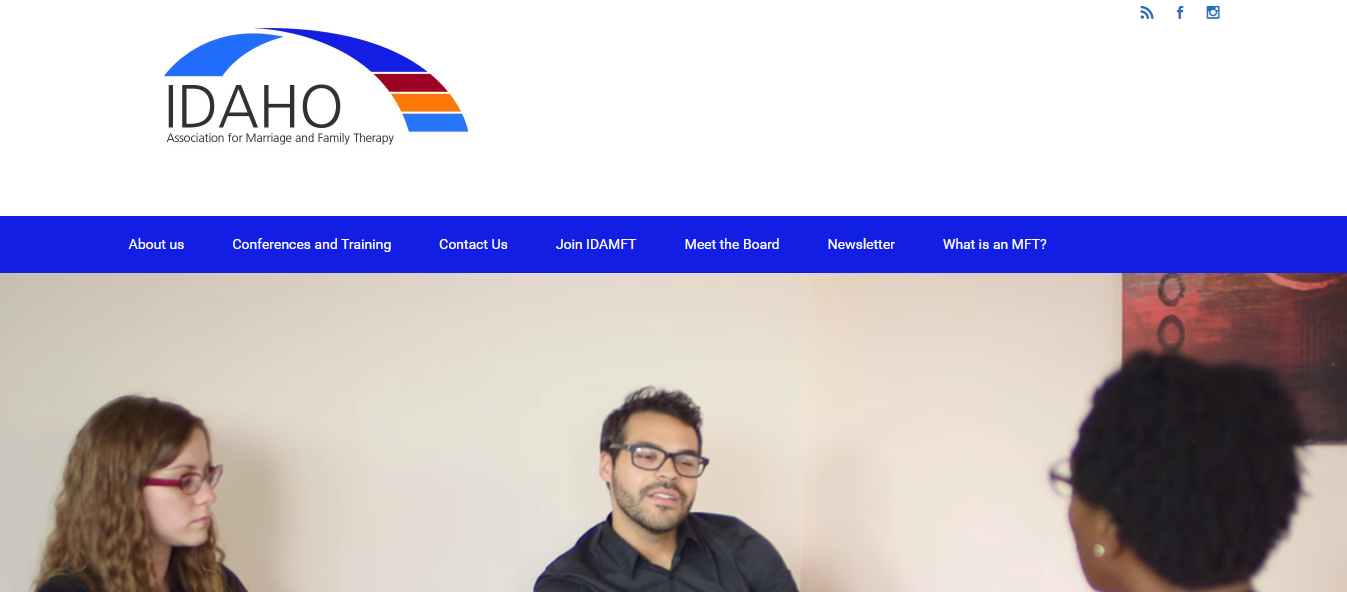 IDAHO
Association for Marriage and Family Therapy
About us
Conferences and Training
Contact Us
Join IDAMFT
Meet the Board
Newsletter
What is an MFT?